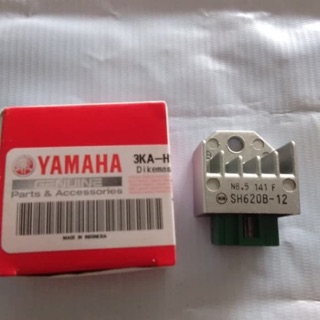 YAMAHA
GENUINE
Parts & Accessories
MADE IN INDONESIA
3KA-H
Dikemas
N8.5 141 F
SH620B-12